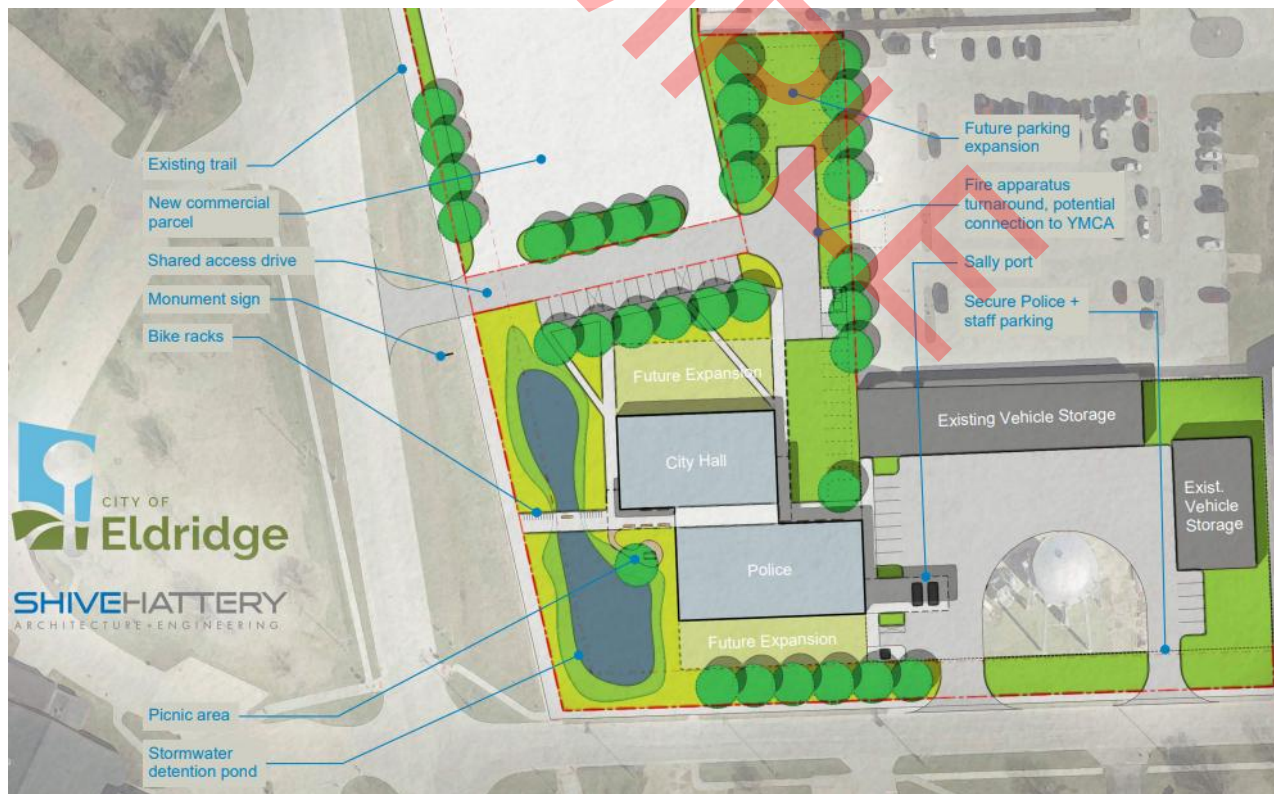 Existing trail
New commercial
parcel
Shared access drive
Monument sign
Bike racks
CITY OF
Eldridge
SHIVEHATTERY
ARCHITECTURE+ENGINEERING
Picnic area
Stormwater
detention pond
Future Expansion
City Hall
Police
Future Expansion
Future parking
expansion
Fire apparatus
turnaround, potential
connection to YMCA
Sally port
Secure Police +
staff parking
Existing Vehicle Storage
Exist.
Vehicle
Storage